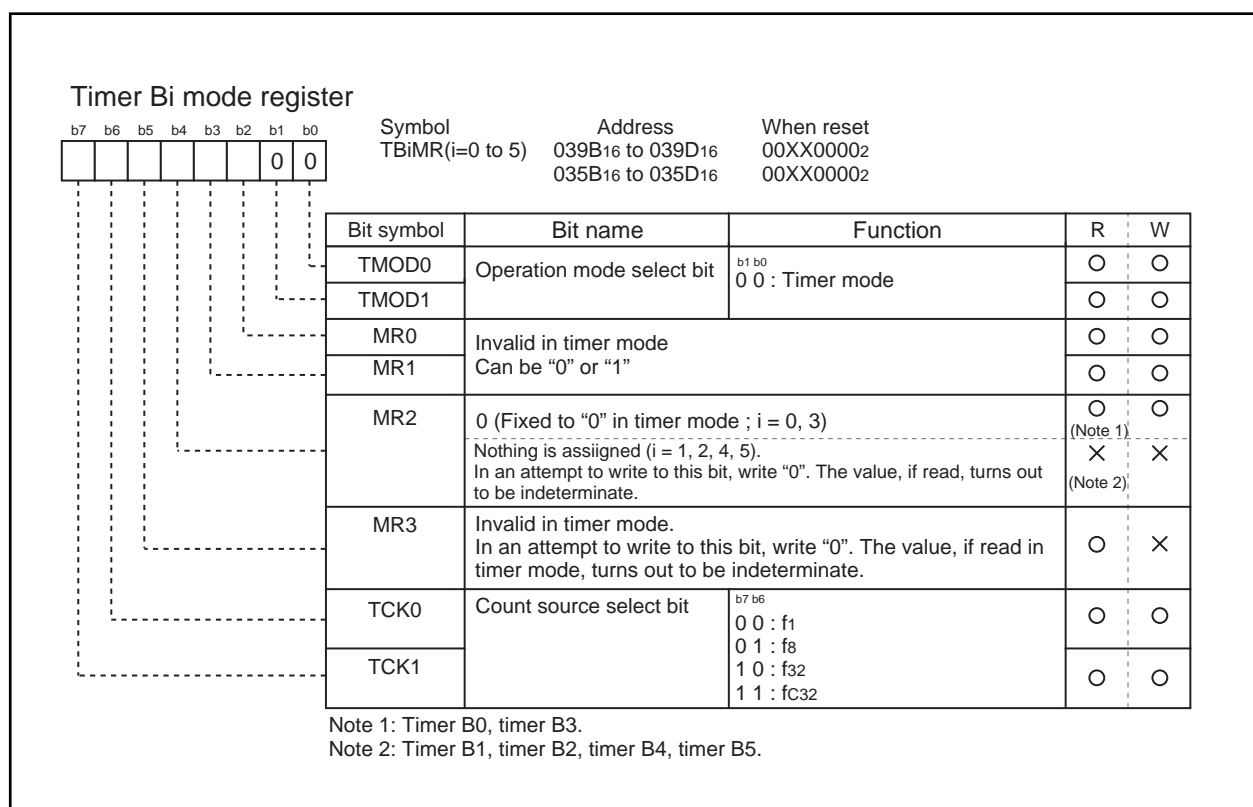 Timer Bi mode register
b7 b6 b5 b4 b3 b2 b1 b0
0 0
Symbol Address When reset
TBiMR(i=0 to 5) 039B16 to 039D16 00XX00002
035B16 to 035D16 00XX00002
Bit symbol Bit name Function R W
TMOD0 Operation mode select bit b1 b0
0 0 : Timer mode
TMOD1
MR0 Invalid in timer mode
MR1 Can be “0” or “1”
MR2 0 (Fixed to “0” in timer mode ; i = 0, 3)
(Note 1)
Nothing is assiigned (i = 1, 2, 4, 5).
In an attempt to write to this bit, write “0”. The value, if read, turns out
to be indeterminate.
(Note 2)
MR3 Invalid in timer mode.
In an attempt to write to this bit, write “0”. The value, if read in
timer mode, turns out to be indeterminate.
TCK0 Count source select bit b7 b6
0 0 : f1
0 1 : f8
TCK1 1 0 : f32
1 1 : fC32
Note 1: Timer B0, timer B3.
Note 2: Timer B1, timer B2, timer B4, timer B5.